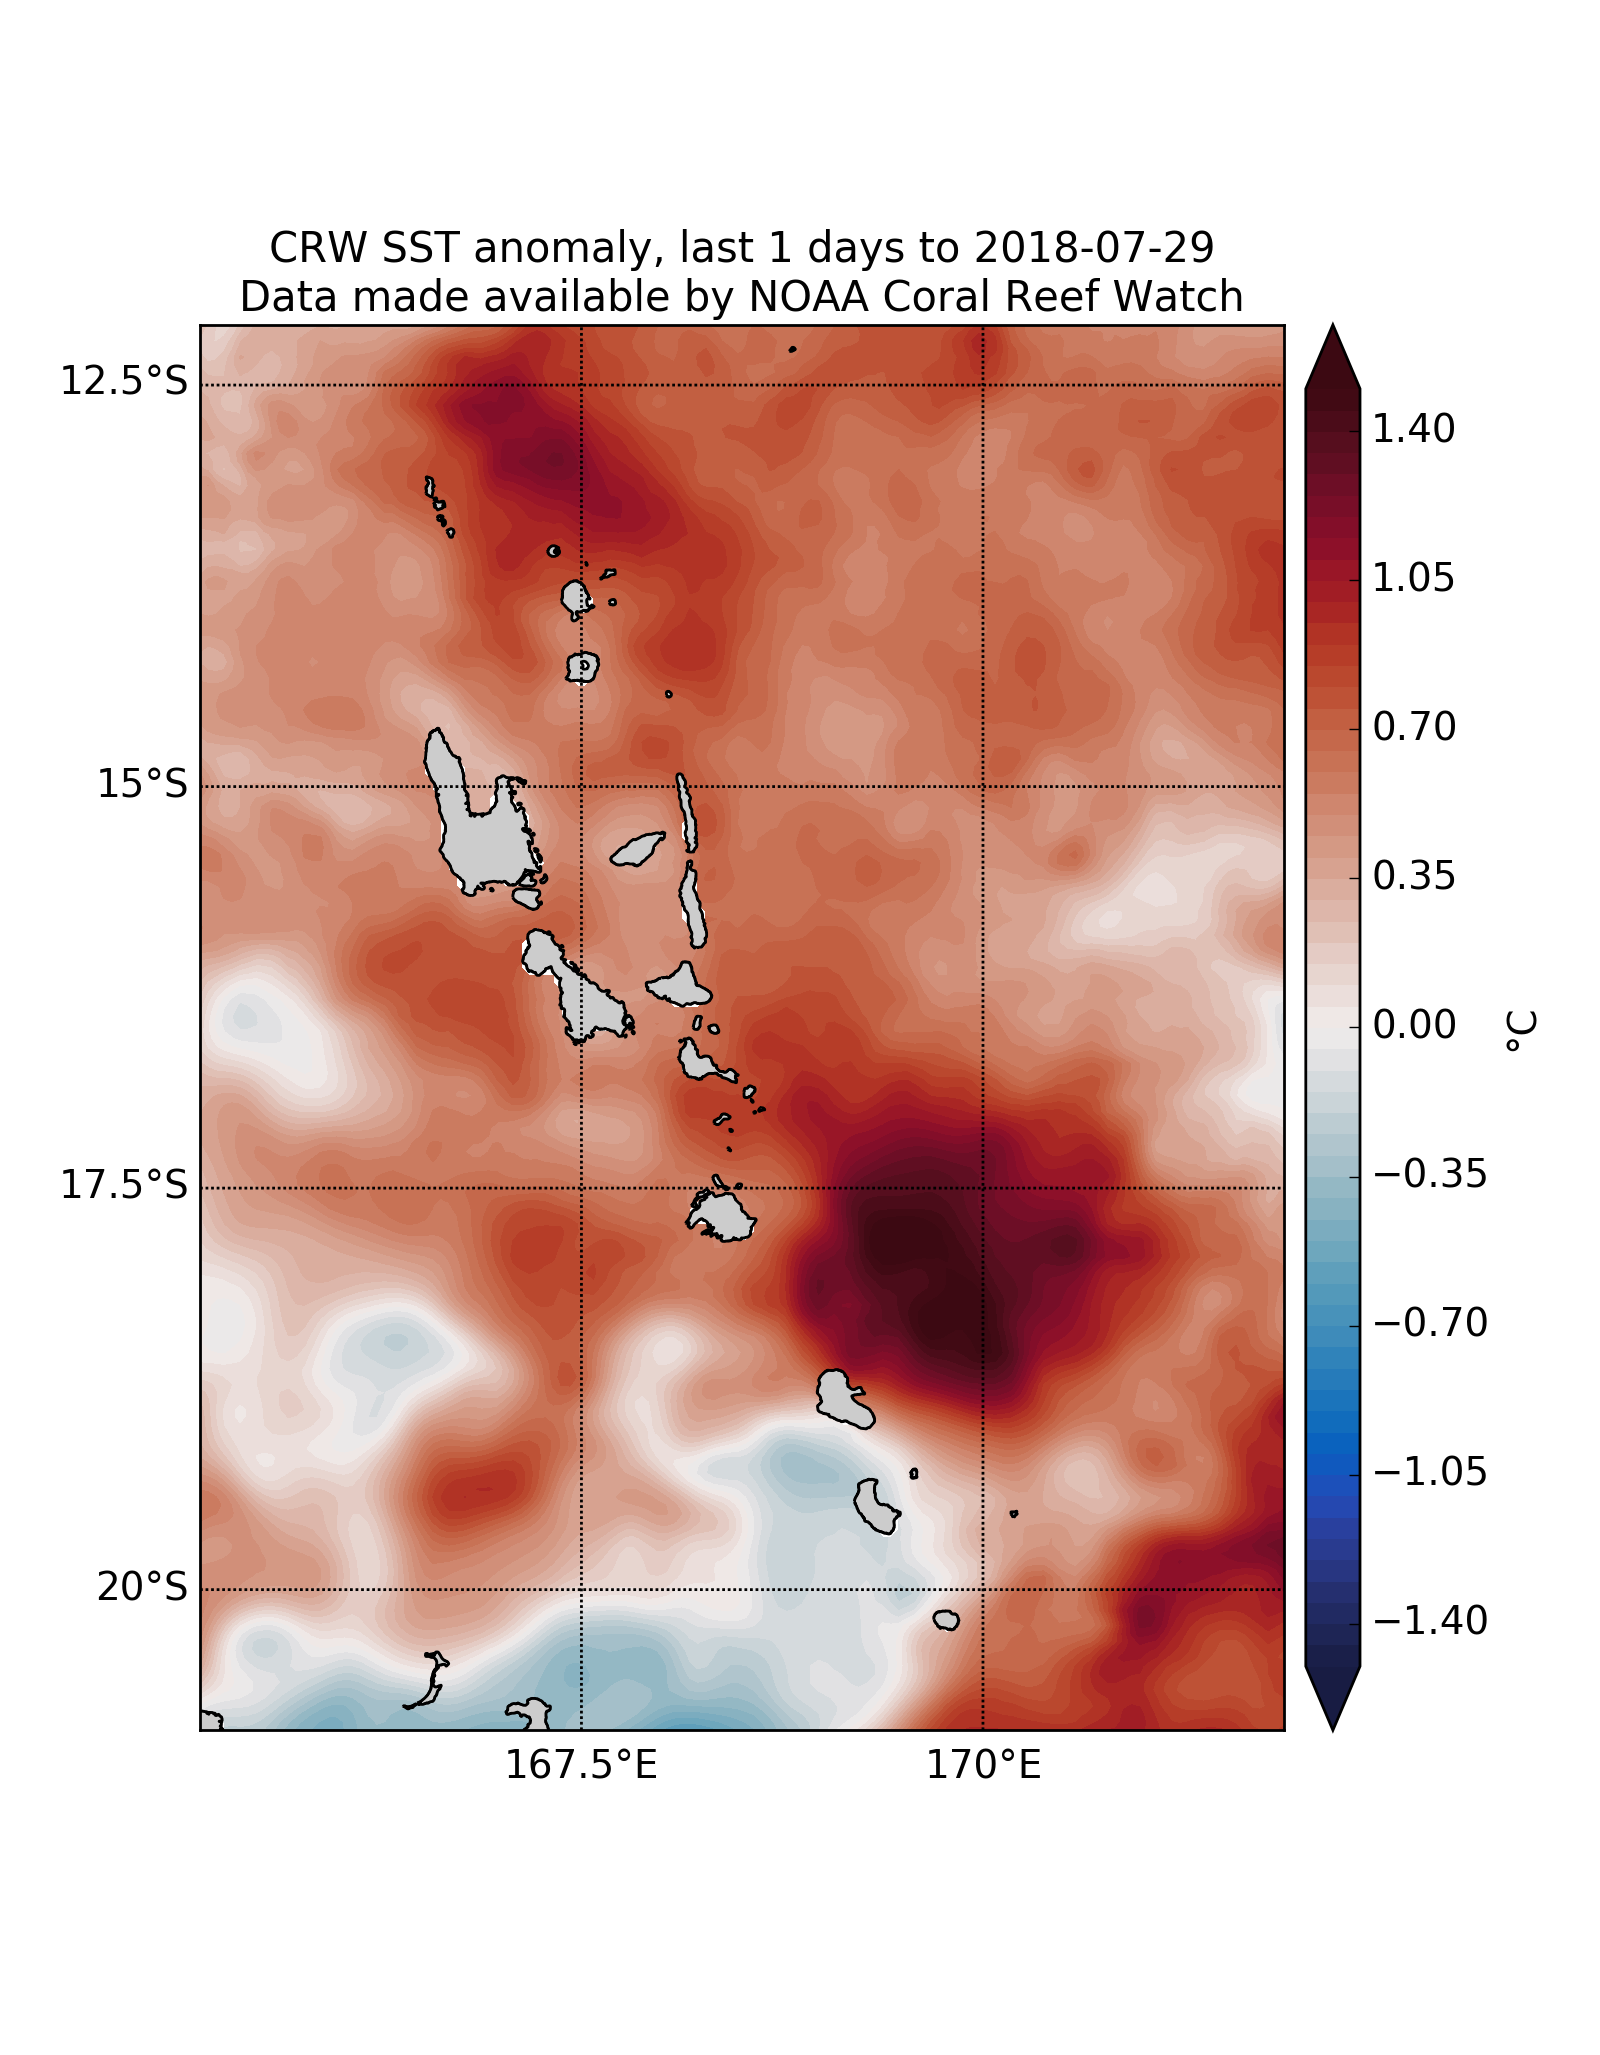 CRW SST anomaly, last 1 days to 2018-07-29
Data made available by NOAA Coral Reef Watch
12.5°S
15°S
17.5°S
20°S
167.5°E
170°E
1.40
1.05
0.70
0.35
0.00
−0.35
−0.70
−1.05
−1.40
°C